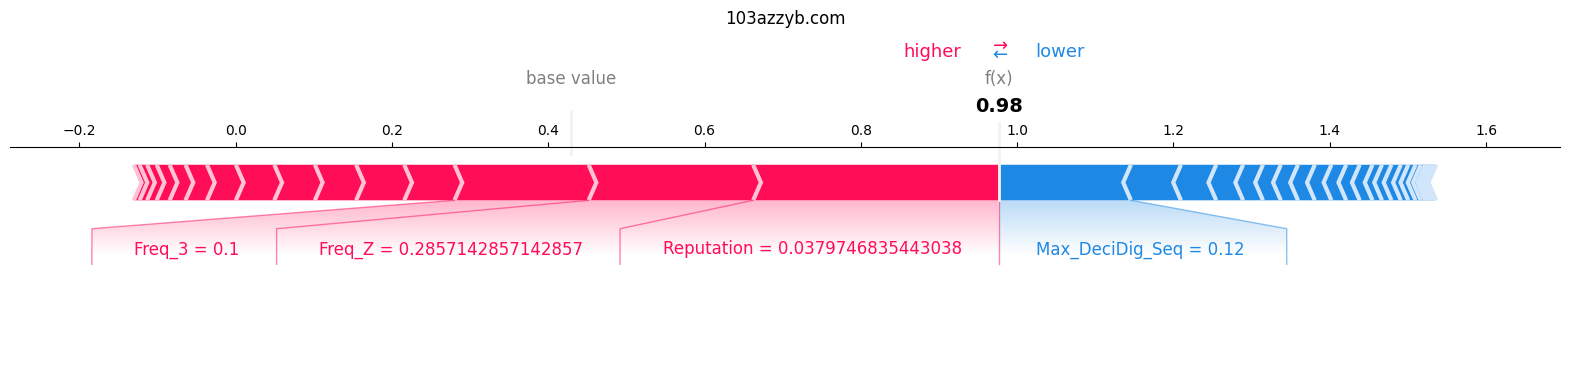 103azzyb.com
higher ⇄ lower
base value f(x)
0.98
−0.2 0.0 0.2 0.4 0.6 0.8 1.0 1.2 1.4 1.6
Freq_3 = 0.1 Freq_Z = 0.2857142857142857 Reputation = 0.0379746835443038 Max_DeciDig_Seq = 0.12